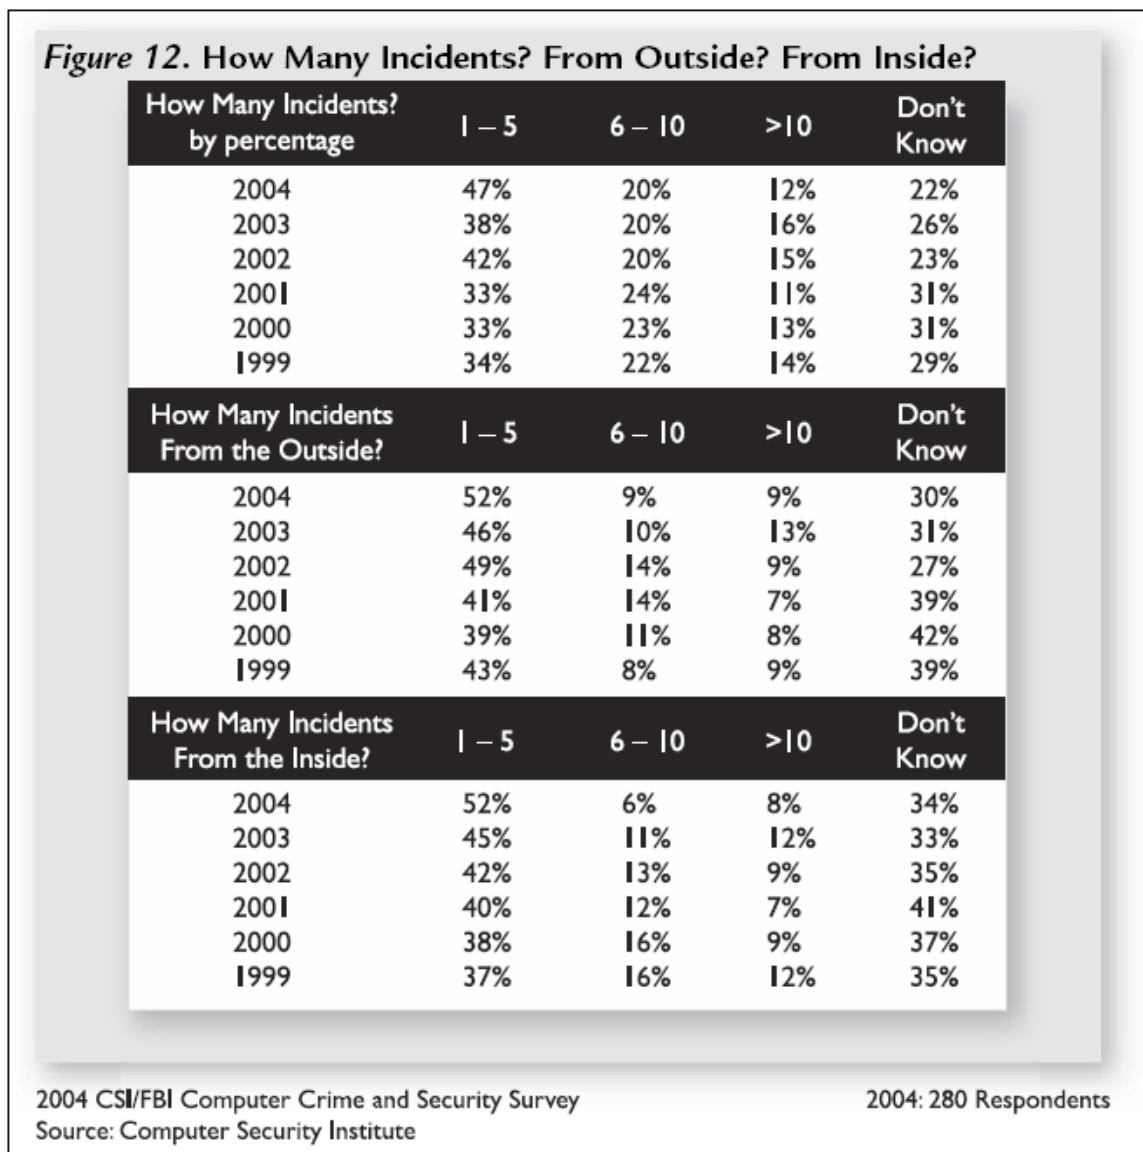 Figure 12. How Many Incidents? From Outside? From Inside?
How Many Incidents? by percentage 1 – 5 6 – 10 >10 Don't Know
2004 47% 20% 12% 22%
2003 38% 20% 16% 26%
2002 42% 20% 15% 23%
2001 33% 24% 11% 31%
2000 33% 23% 13% 31%
1999 34% 22% 14% 29%
How Many Incidents From the Outside? 1 – 5 6 – 10 >10 Don't Know
2004 52% 9% 9% 30%
2003 46% 10% 13% 31%
2002 49% 14% 9% 27%
2001 41% 14% 7% 39%
2000 39% 11% 8% 42%
1999 43% 8% 9% 39%
How Many Incidents From the Inside? 1 – 5 6 – 10 >10 Don't Know
2004 52% 6% 8% 34%
2003 45% 11% 12% 33%
2002 42% 13% 9% 35%
2001 40% 12% 7% 41%
2000 38% 16% 9% 37%
1999 37% 16% 12% 35%
2004 CSI/FBI Computer Crime and Security Survey 2004: 280 Respondents
Source: Computer Security Institute